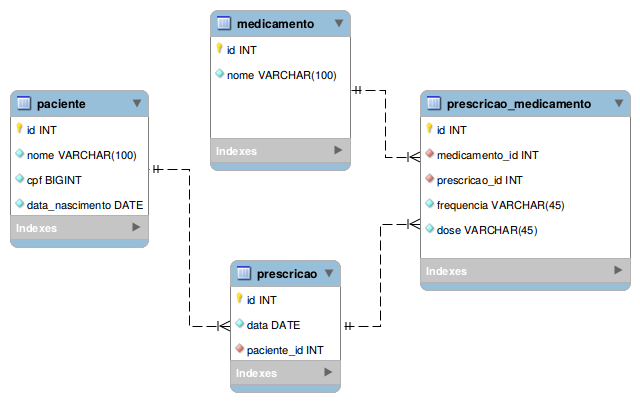 medicamento
id INT
nome VARCHAR(100)
Indexes
paciente
id INT
nome VARCHAR(100)
cpf BIGINT
data_nascimento DATE
Indexes
prescricao_medicamento
id INT
medicamento_id INT
prescricao_id INT
frequencia VARCHAR(45)
dose VARCHAR(45)
Indexes
prescricao
id INT
data DATE
paciente_id INT
Indexes